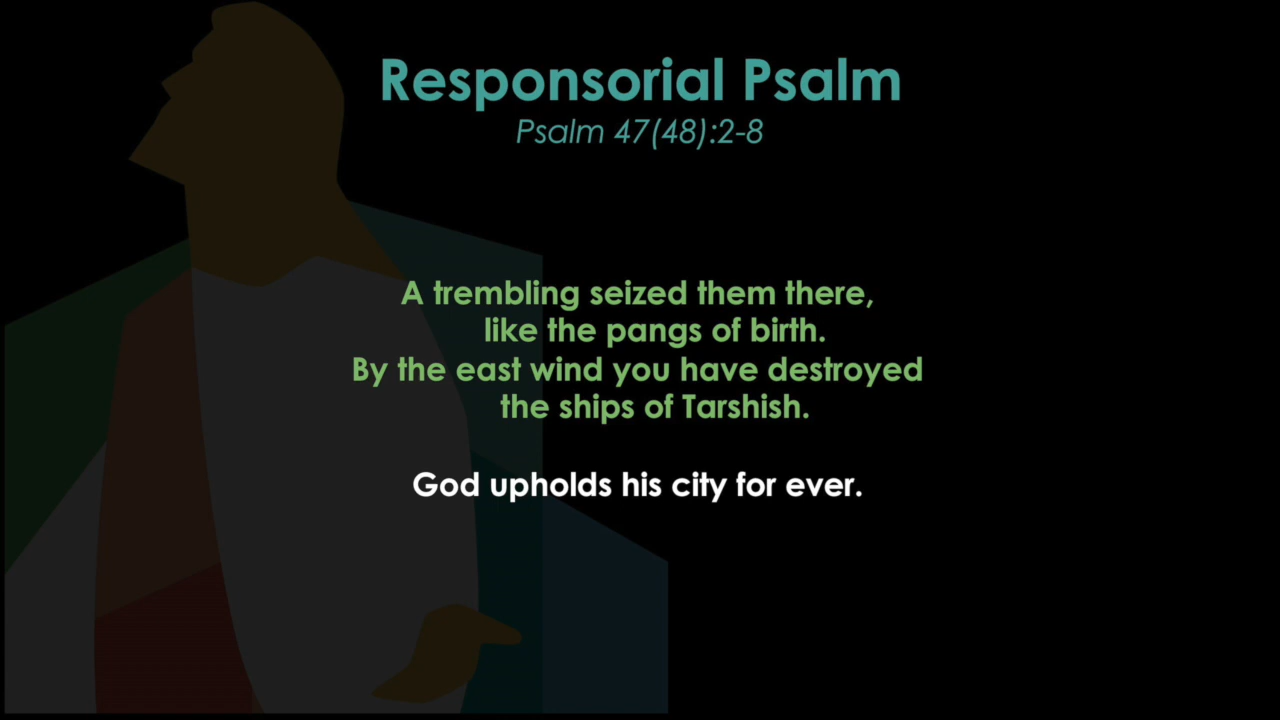 Responsorial Psalm
Psalm 47(48):2-8
A trembling seized them there,
like the pangs of birth.
By the east wind you have destroyed
the ships of Tarshish.
God upholds his city for ever.